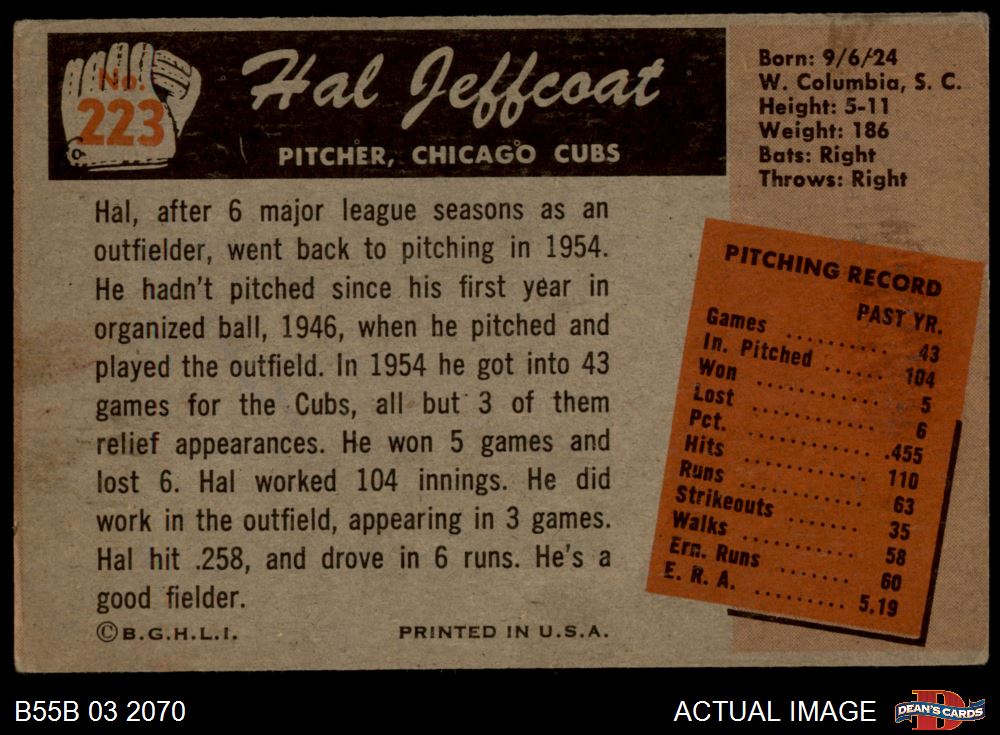 No.
223
Hal Jeffcoat
PITCHER, CHICAGO CUBS
Born: 9/6/24
W. Columbia, S. C.
Height: 5-11
Weight: 186
Bats: Right
Throws: Right
Hal, after 6 major league seasons as an
outfielder, went back to pitching in 1954.
He hadn't pitched since his first year in
organized ball, 1946, when he pitched and
played the outfield. In 1954 he got into 43
games for the Cubs, all but 3 of them
relief appearances. He won 5 games and
lost 6. Hal worked 104 innings. He did
work in the outfield, appearing in 3 games.
Hal hit .258, and drove in 6 runs. He's a
good fielder.
©B.G.H.L.I. PRINTED IN U.S.A.
PITCHING RECORD
PAST YR.
Games .......... 43
In. Pitched ...... 104
Won .......... 5
Lost .......... 6
Pct. .......... .455
Hits .......... 110
Runs .......... 63
Strikeouts ....... 35
Walks .......... 58
Ern. Runs ....... 60
E. R. A. .......... 5.19
B55B 03 2070
ACTUAL IMAGE
DEAN'S CARDS